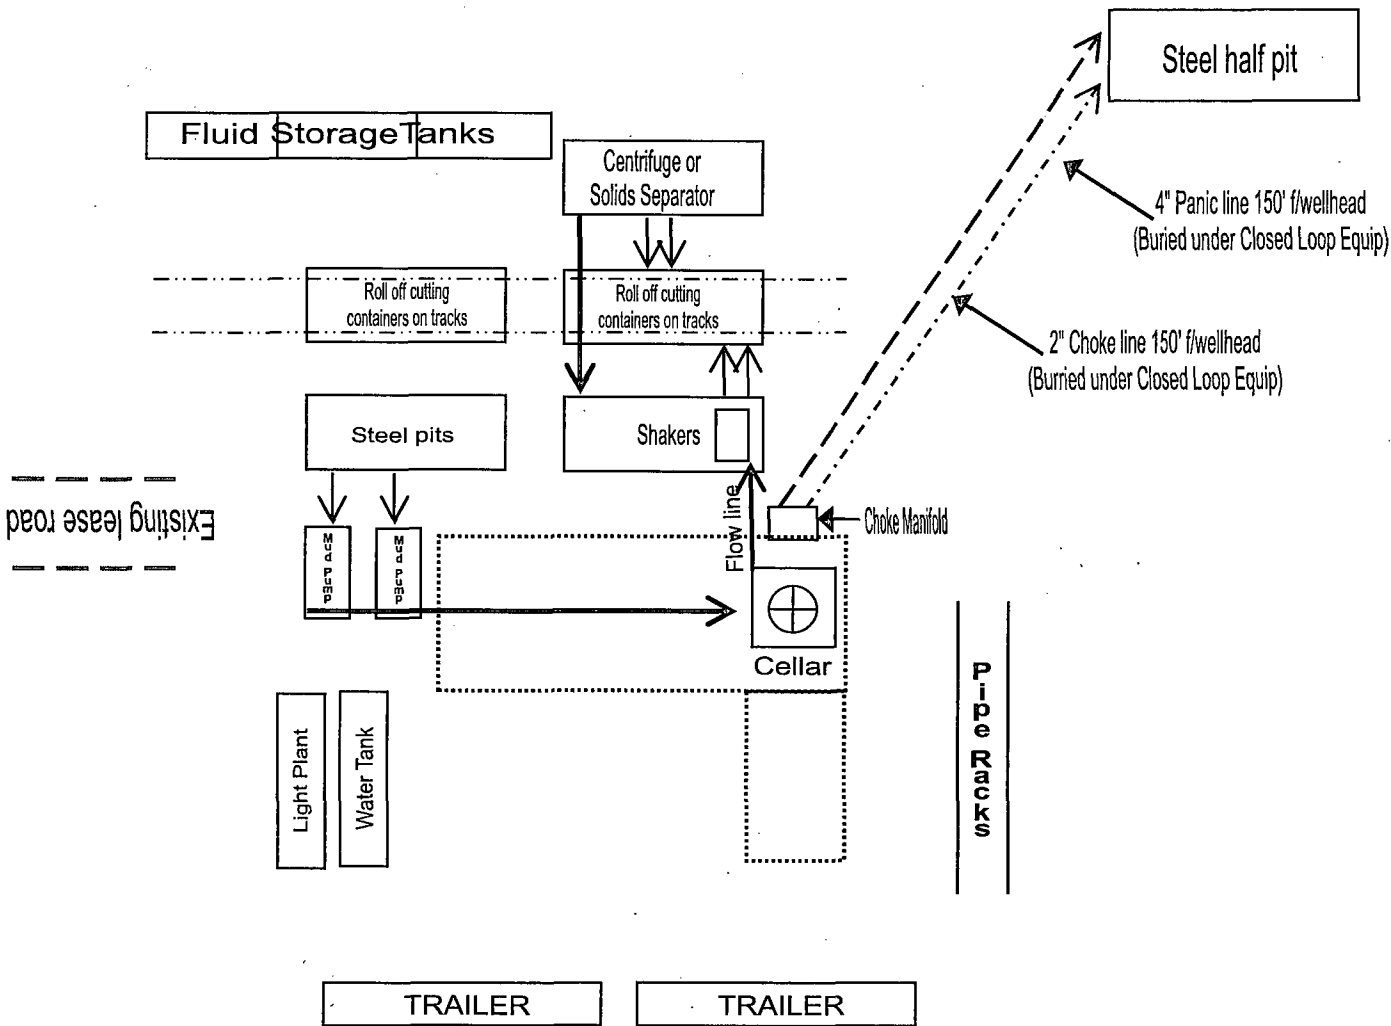 Steel half pit
Fluid StorageTanks
Centrifuge or
Solids Separator
4" Panic line 150' f/wellhead
(Buried under Closed Loop Equip)
Roll off cutting
containers on tracks
Roll off cutting
containers on tracks
2" Choke line 150' f/wellhead
(Burried under Closed Loop Equip)
Steel pits
Shakers
Existing lease road
Mud Pump
Mud Pump
Flow line
Choke Manifold
Cellar
Pipe Racks
Light Plant
Water Tank
TRAILER
TRAILER